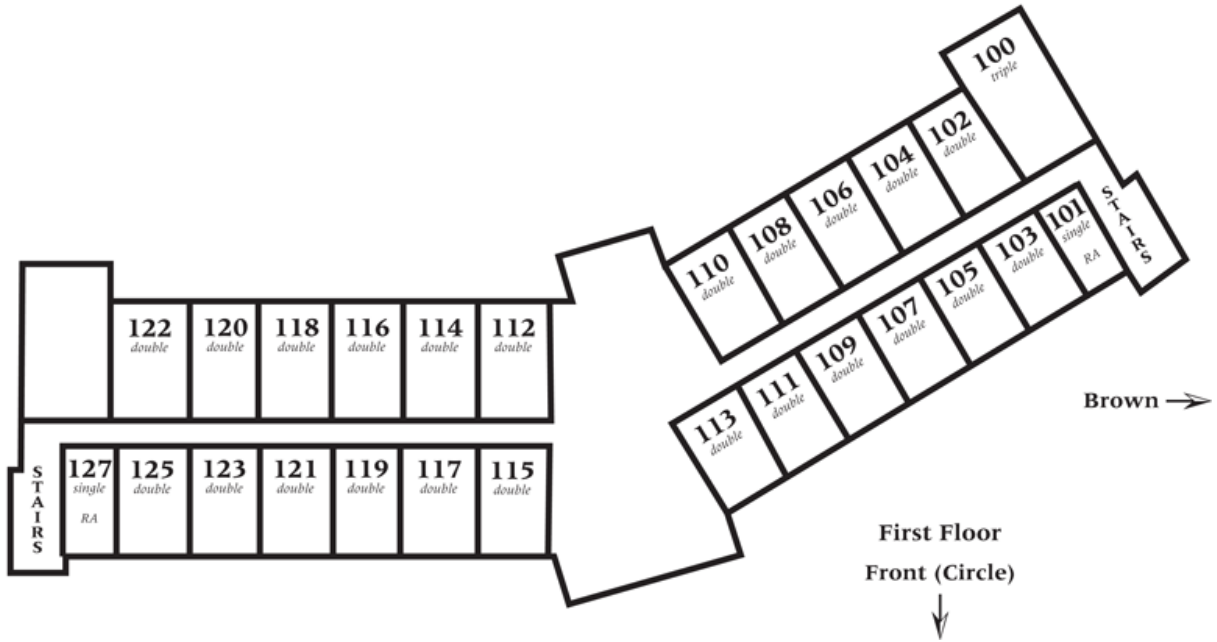 100
triple
102
double
104
double
106
double
108
double
110
double
101
single
RA
STAIRS
103
double
105
double
107
double
109
double
111
double
113
double
122
double
120
double
118
double
116
double
114
double
112
double
127
single
RA
125
double
123
double
121
double
119
double
117
double
115
double
STAIRS
Brown
First Floor
Front (Circle)